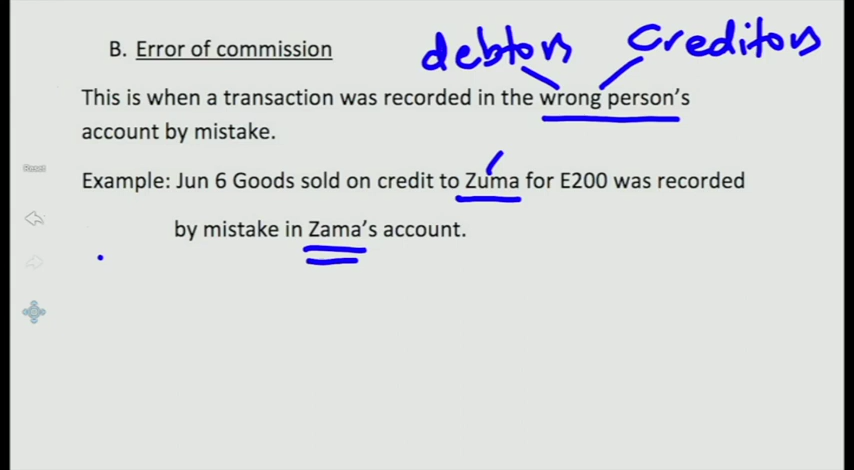 debtors creditors
B. Error of commission
This is when a transaction was recorded in the wrong person's
account by mistake.
Reset
Example: Jun 6 Goods sold on credit to Zuma for E200 was recorded
by mistake in Zama's account.